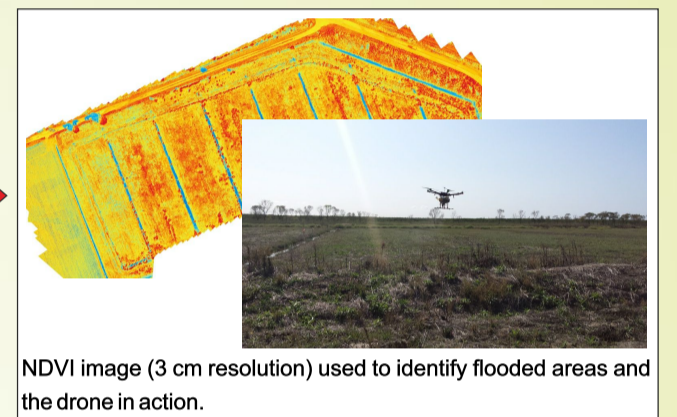 NDVI image (3 cm resolution) used to identify flooded areas and
the drone in action.